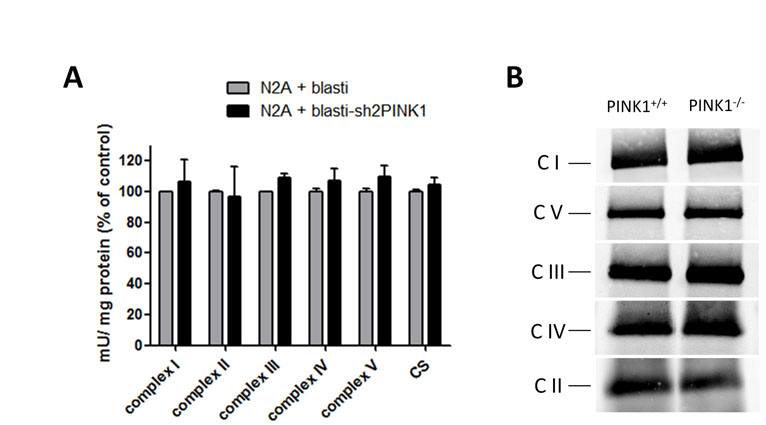 A
N2A + blasti
N2A + blasti-sh2PINK1
mU/ mg protein (% of control)
120
100
80
60
40
20
0
complex I
complex II
complex III
complex IV
complex V
CS
B
PINK1+/+ PINK1-/-
C I
C V
C III
C IV
C II